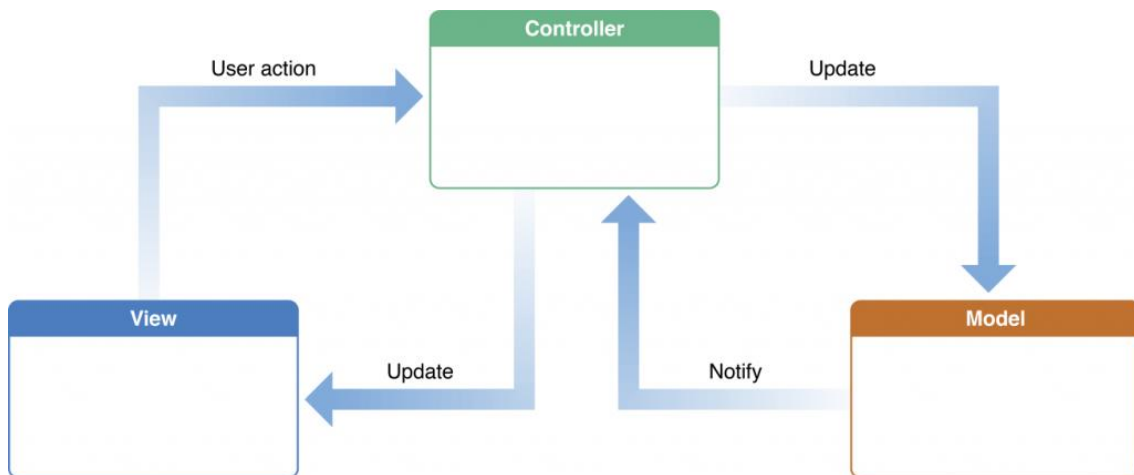 Controller
User action
Update
View
Model
Update
Notify